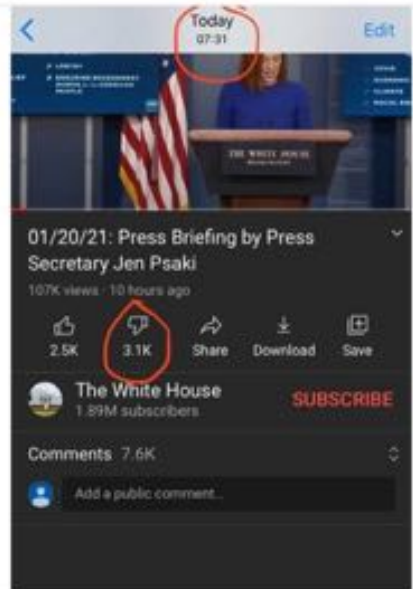 Today
07:31
Edit
THE WHITE HOUSE
01/20/21: Press Briefing by Press
Secretary Jen Psaki
107K views · 10 hours ago
2.5K
3.1K
Share
Download
Save
The White House
1.89M subscribers
SUBSCRIBE
Comments 7.6K
Add a public comment...